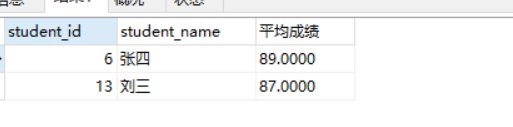 student_id student_name 平均成绩
6 张四 89.0000
13 刘三 87.0000